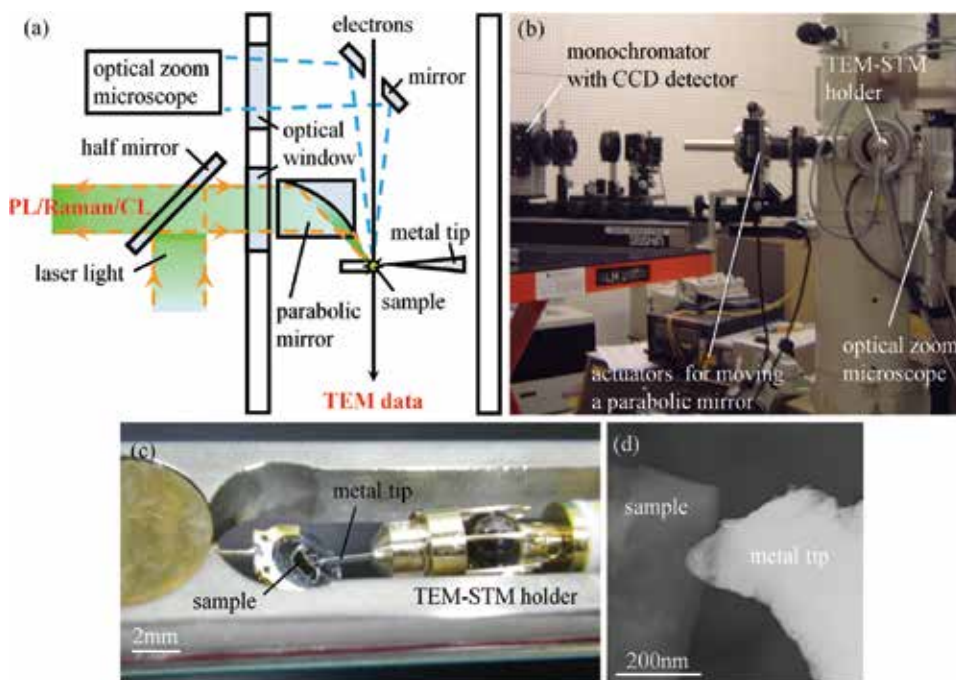 (a)
electrons
optical zoom
microscope
mirror
half mirror
optical
window
PL/Raman/CL
metal tip
laser light
sample
parabolic
mirror
TEM data
(b)
monochromator
with CCD detector
TEM-STM
holder
optical zoom
microscope
actuators for moving
a parabolic mirror
(c)
metal tip
sample
TEM-STM holder
2mm
(d)
sample
metal tip
200nm